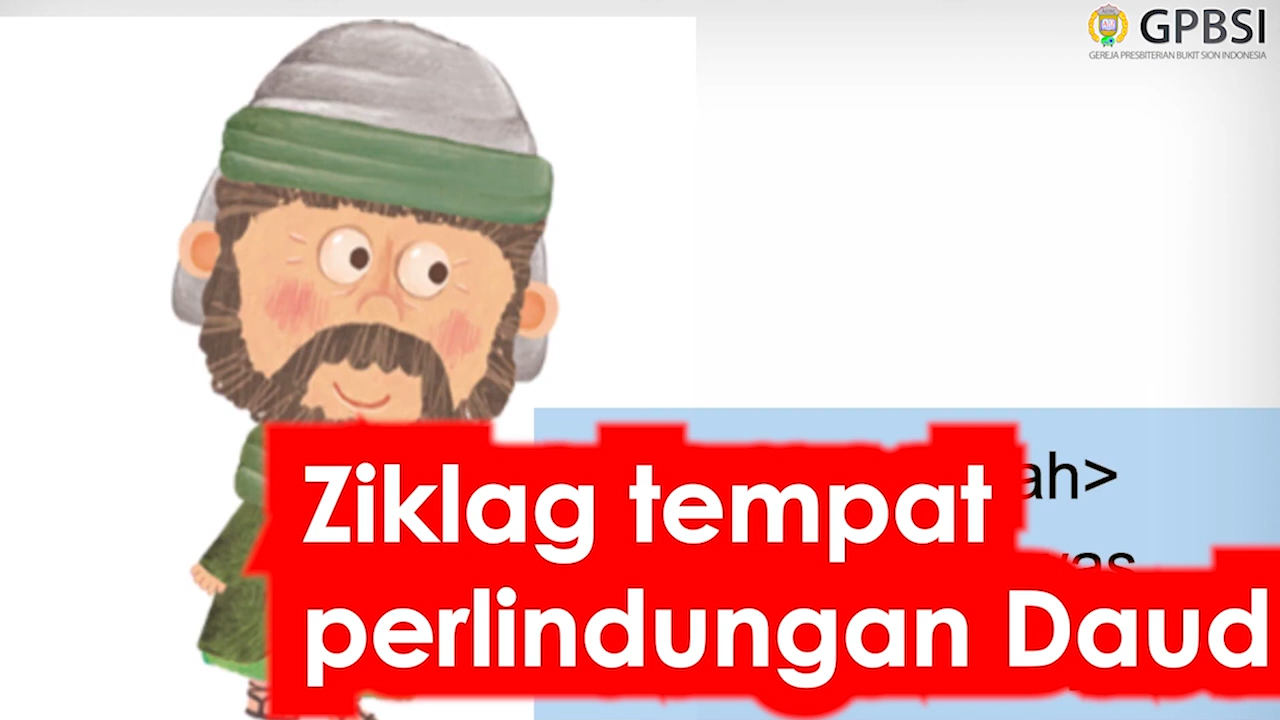 GPBSI
GEREJA PRESBITERIAN BUKIT SION INDONESIA
ah>
Ziklag tempat
perlindungan Daud